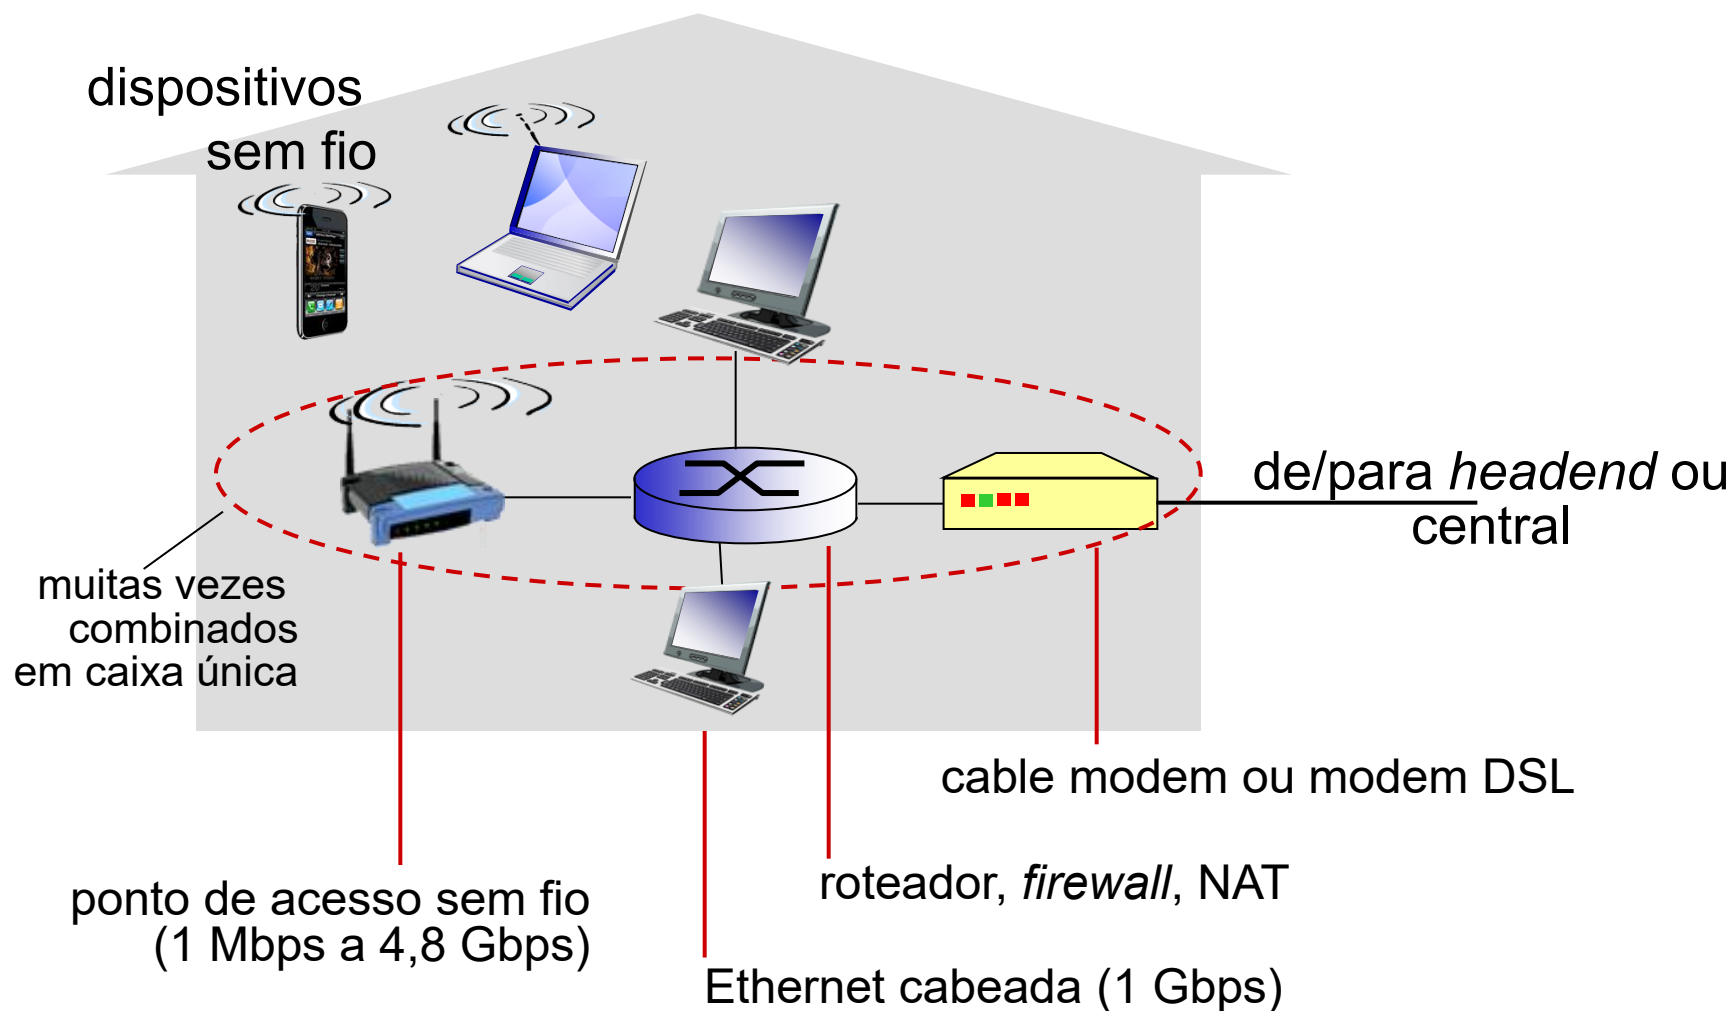 dispositivos
sem fio
de/para headend ou
central
muitas vezes
combinados
em caixa única
cable modem ou modem DSL
roteador, firewall, NAT
ponto de acesso sem fio
(1 Mbps a 4,8 Gbps)
Ethernet cabeada (1 Gbps)